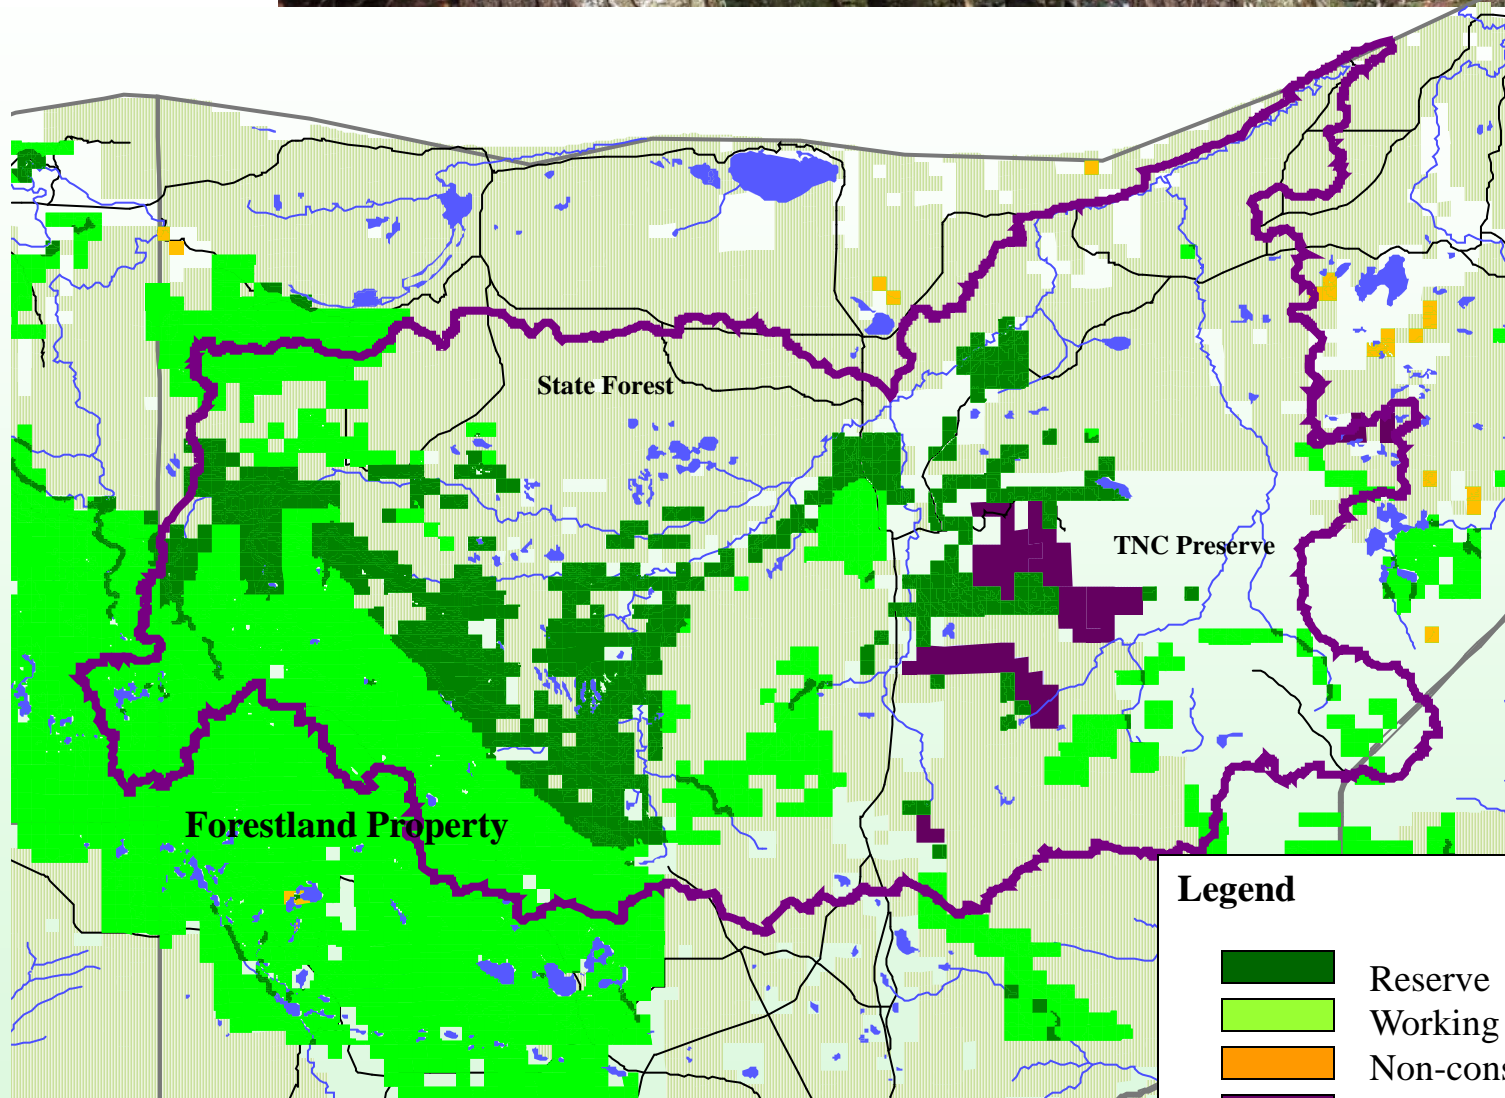 State Forest
TNC Preserve
Forestland Property
Legend
Reserve
Working